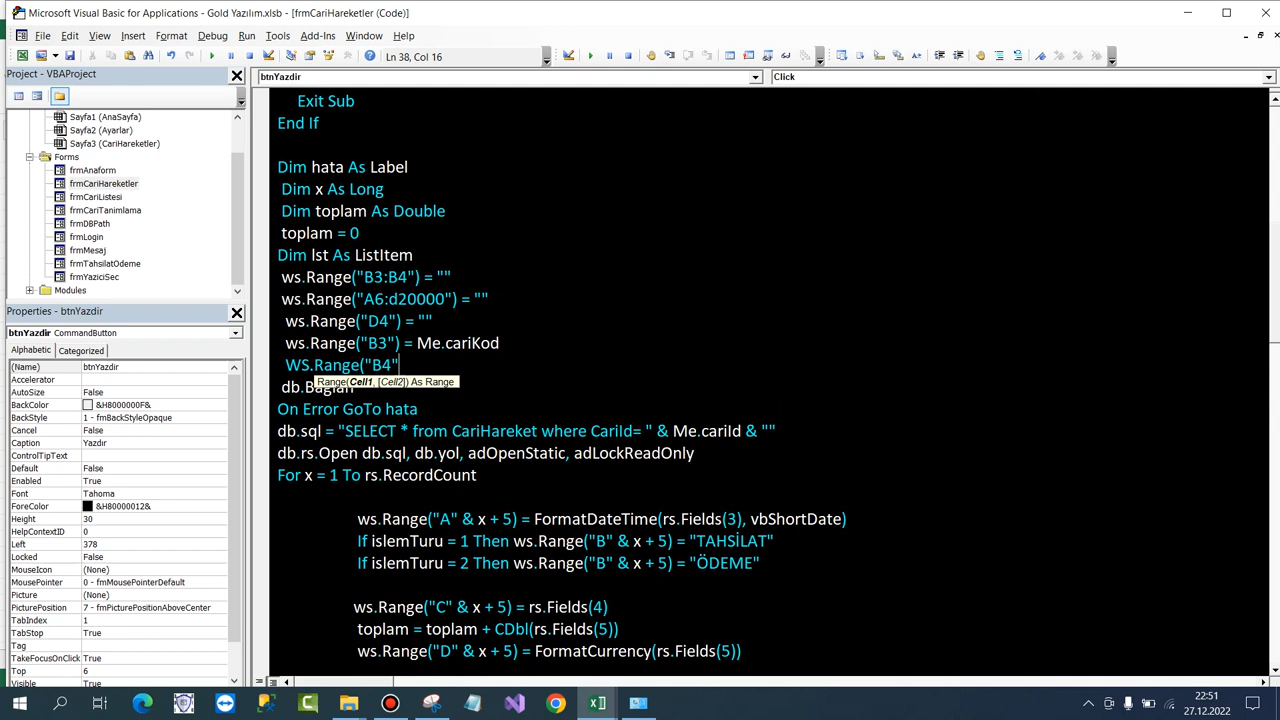 Microsoft Visual Basic for Applications - Gold Yazılım.xlsb - [frmCariHareketler (Code)]
File Edit View Insert Format Debug Run Tools Add-Ins Window Help
Ln 38, Col 16
Project - VBAProject
btnYazdir
Click
Sayfa1 (AnaSayfa)
Sayfa2 (Ayarlar)
Sayfa3 (CariHareketler)
Forms
frmAnaform
frmCariHareketler
frmCariListesi
frmCariTanimlama
frmDBPath
frmLogin
frmMesaj
frmTahsilatOdeme
frmYaziciSec
Modules
Properties - btnYazdir
btnYazdir CommandButton
Alphabetic Categorized
(Name) btnYazdir
Accelerator
AutoSize False
BackColor &H8000000F&
BackStyle 1 - fmBackStyleOpaque
Cancel False
Caption Yazdır
ControlTipText
Default False
Enabled True
Font Tahoma
ForeColor &H80000012&
Height 30
HelpContextID 0
Left 378
Locked False
MouseIcon (None)
MousePointer 0 - fmMousePointerDefault
Picture (None)
PicturePosition 7 - fmPicturePositionAboveCenter
TabIndex 1
TabStop True
Tag
TakeFocusOnClick True
Top 6
Visible True
Exit Sub
End If
Dim hata As Label
Dim x As Long
Dim toplam As Double
toplam = 0
Dim lst As ListItem
ws.Range("B3:B4") = ""
ws.Range("A6:d20000") = ""
ws.Range("D4") = ""
ws.Range("B3") = Me.cariKod
WS.Range("B4"
Range(Cell1, [Cell2]) As Range
db.Baglan
On Error GoTo hata
db.sql = "SELECT * from CariHareket where CariId= " & Me.cariId & ""
db.rs.Open db.sql, db.yol, adOpenStatic, adLockReadOnly
For x = 1 To rs.RecordCount
ws.Range("A" & x + 5) = FormatDateTime(rs.Fields(3), vbShortDate)
If islemTuru = 1 Then ws.Range("B" & x + 5) = "TAHSİLAT"
If islemTuru = 2 Then ws.Range("B" & x + 5) = "ÖDEME"
ws.Range("C" & x + 5) = rs.Fields(4)
toplam = toplam + CDbl(rs.Fields(5))
ws.Range("D" & x + 5) = FormatCurrency(rs.Fields(5))
22:51
27.12.2022